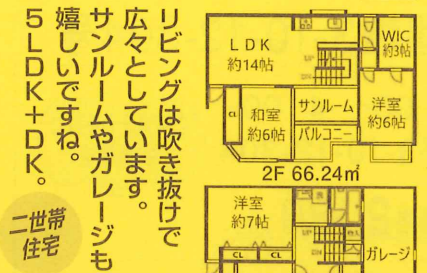 リビングは吹き抜けで
広々としています。
サンルームやガレージも
嬉しいですね。
5LDK+DK。
二世帯
住宅
LDK
約14帖
WIC
約3帖
UP
DN
CL
和室
約6帖
サンルーム
バルコニー
洋室
約6帖
2F 66.24㎡
洋室
約7帖
CL
CL
ガレージ